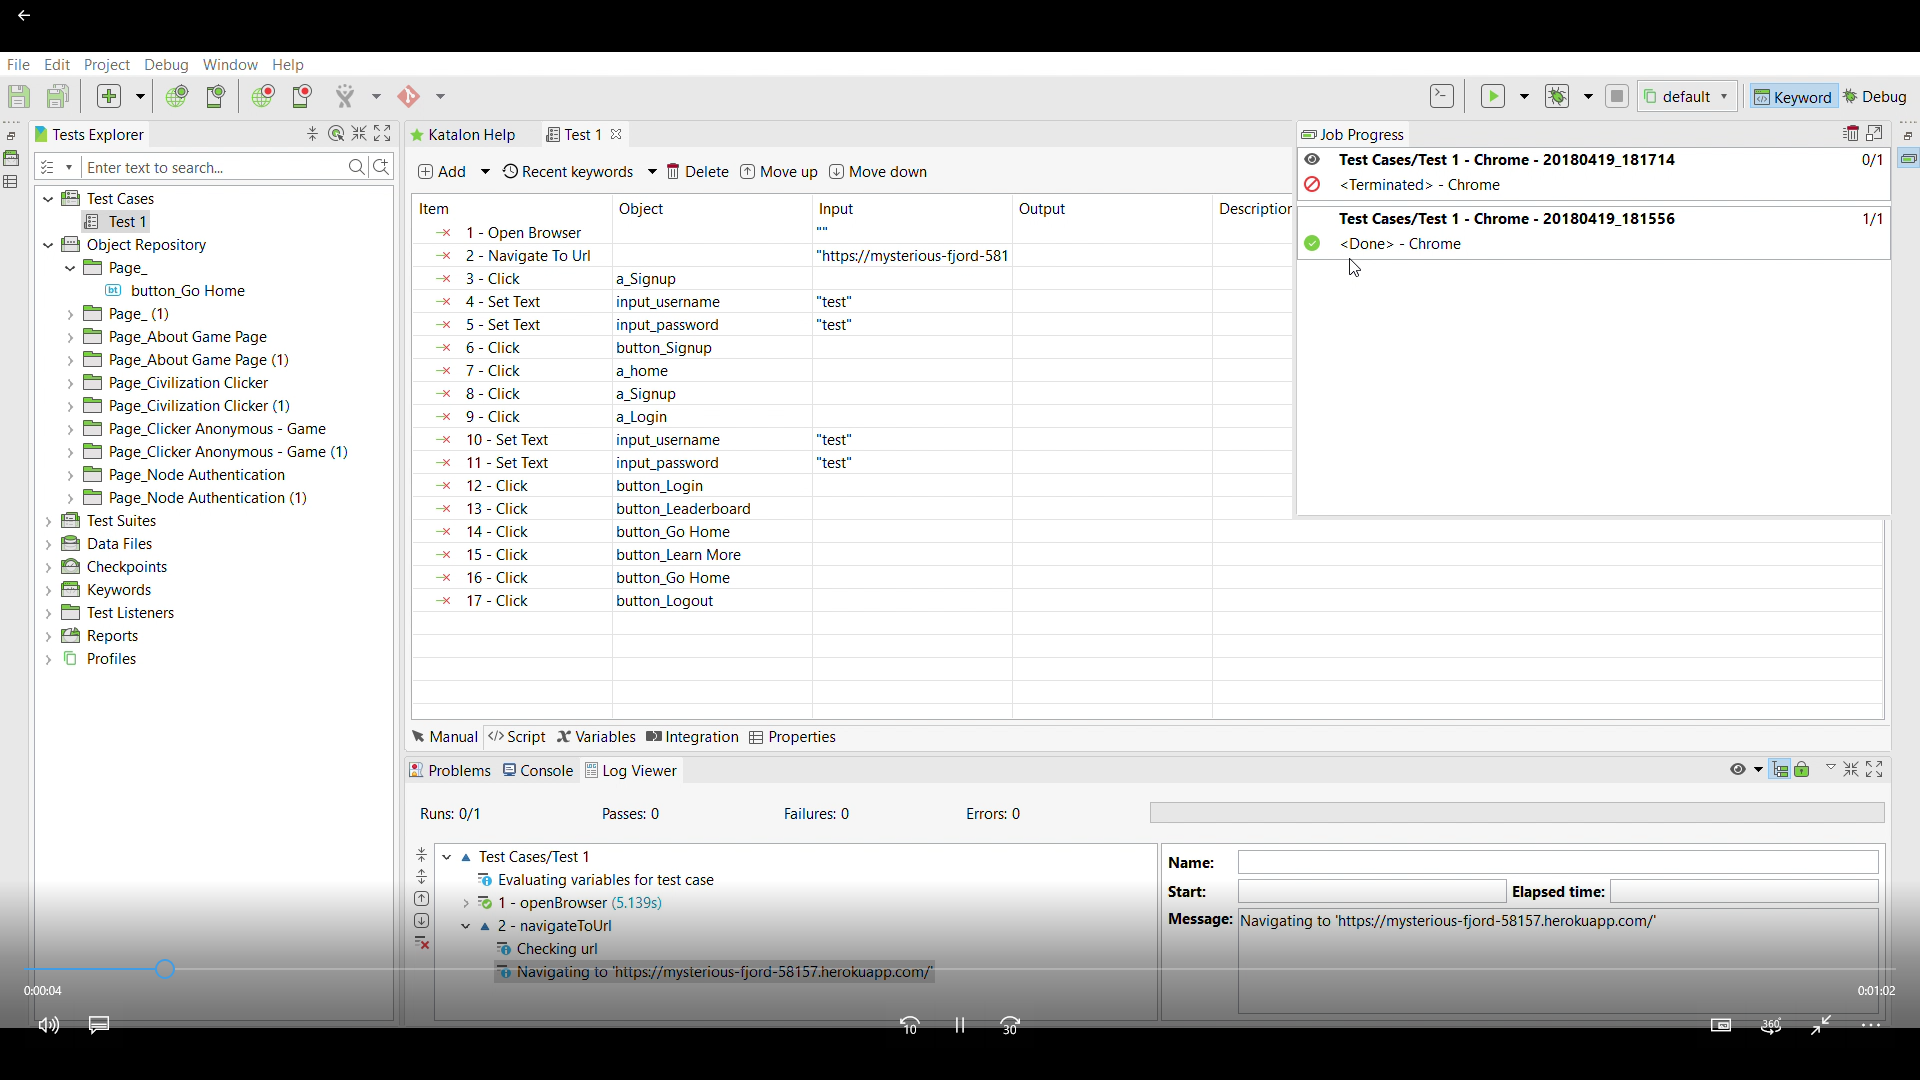 File Edit Project Debug Window Help
default Keyword Debug
Tests Explorer
Enter text to search...
Test Cases
Test 1
Object Repository
Page_
button_Go Home
Page_ (1)
Page_About Game Page
Page_About Game Page (1)
Page_Civilization Clicker
Page_Civilization Clicker (1)
Page_Clicker Anonymous - Game
Page_Clicker Anonymous - Game (1)
Page_Node Authentication
Page_Node Authentication (1)
Test Suites
Data Files
Checkpoints
Keywords
Test Listeners
Reports
Profiles
Katalon Help Test 1
Add Recent keywords Delete Move up Move down
Item Object Input Output Description
1 - Open Browser ""
2 - Navigate To Url "https://mysterious-fjord-581
3 - Click a_Signup
4 - Set Text input_username "test"
5 - Set Text input_password "test"
6 - Click button_Signup
7 - Click a_home
8 - Click a_Signup
9 - Click a_Login
10 - Set Text input_username "test"
11 - Set Text input_password "test"
12 - Click button_Login
13 - Click button_Leaderboard
14 - Click button_Go Home
15 - Click button_Learn More
16 - Click button_Go Home
17 - Click button_Logout
Manual Script Variables Integration Properties
Job Progress
Test Cases/Test 1 - Chrome - 20180419_181714 0/1
<Terminated> - Chrome
Test Cases/Test 1 - Chrome - 20180419_181556 1/1
<Done> - Chrome
Problems Console Log Viewer
Runs: 0/1 Passes: 0 Failures: 0 Errors: 0
Test Cases/Test 1
Evaluating variables for test case
1 - openBrowser (5.139s)
2 - navigateToUrl
Checking url
Navigating to 'https://mysterious-fjord-58157.herokuapp.com/'
Name:
Start: Elapsed time:
Message: Navigating to 'https://mysterious-fjord-58157.herokuapp.com/'
0:00:04 0:01:02
10 30 360°